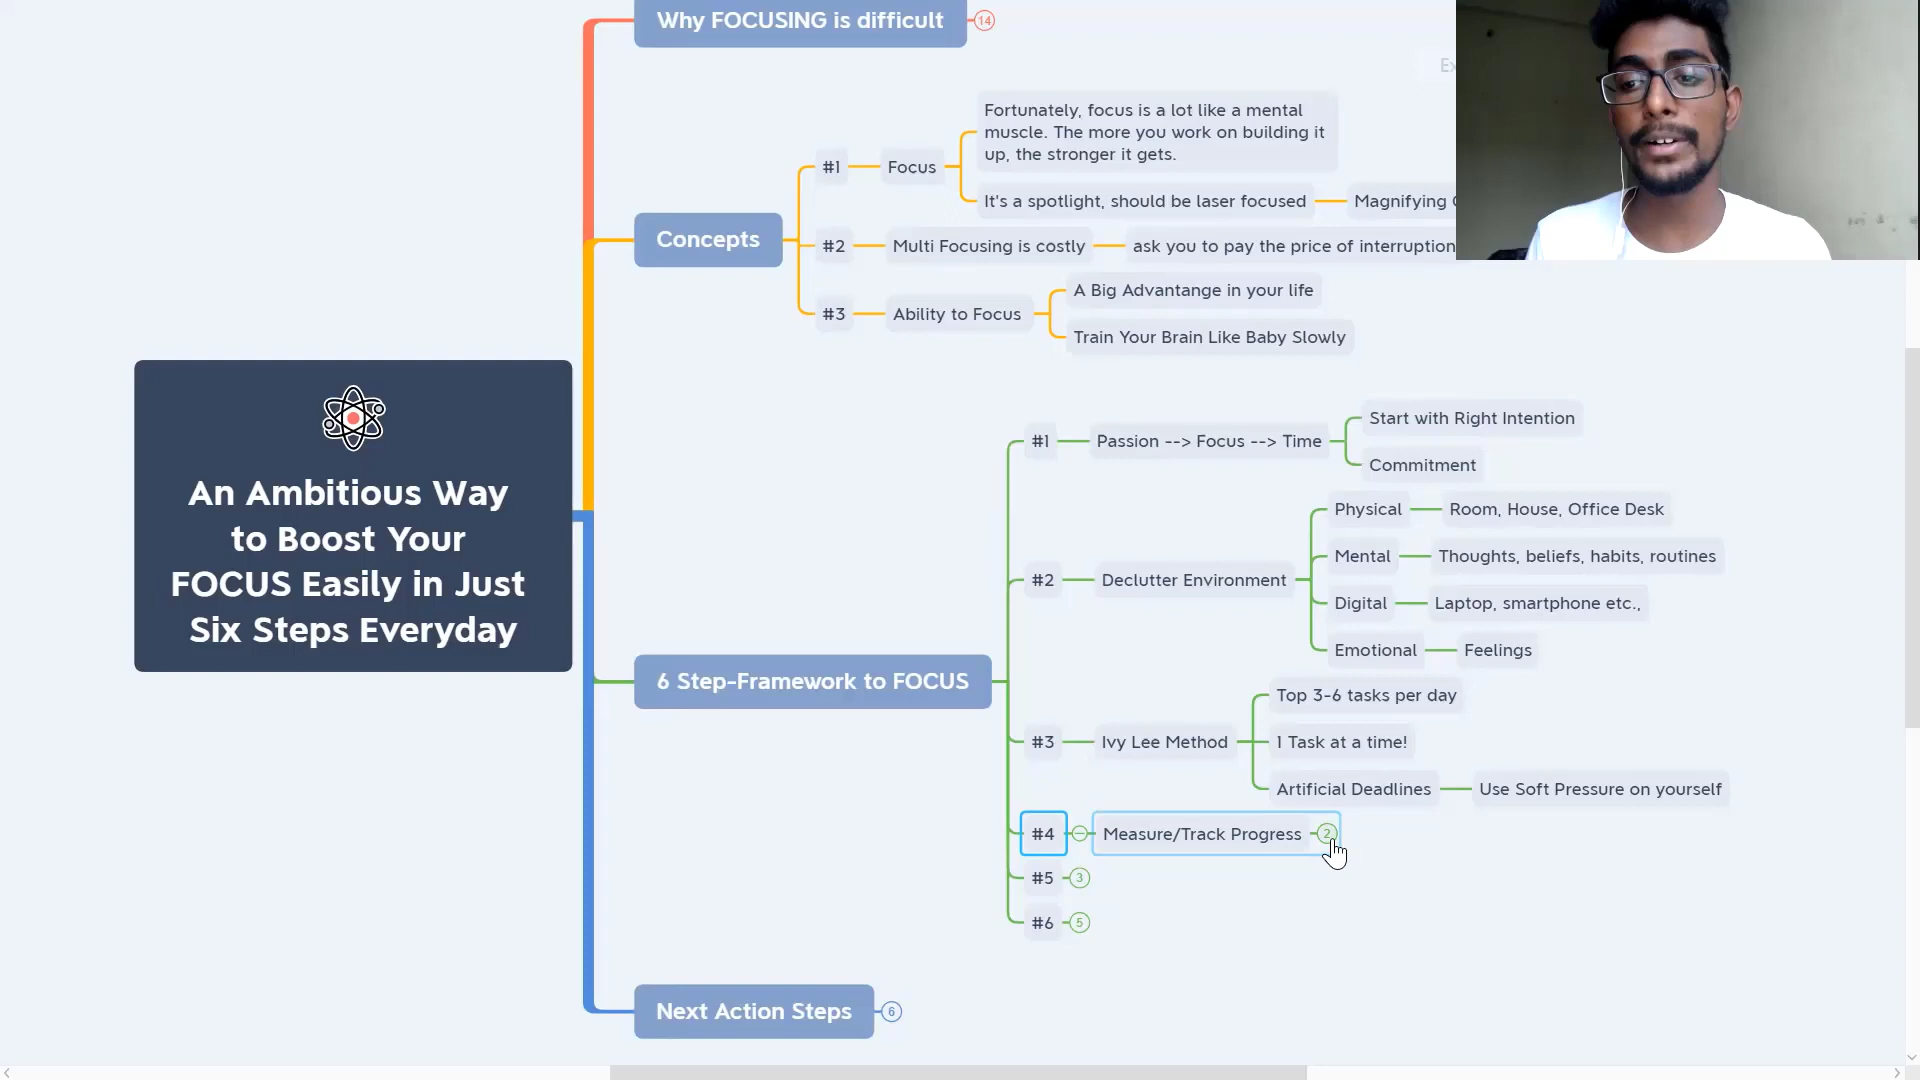 Why FOCUSING is difficult
14
Ex
Fortunately, focus is a lot like a mental
muscle. The more you work on building it
up, the stronger it gets.
#1
Focus
It's a spotlight, should be laser focused
Magnifying
Concepts
#2
Multi Focusing is costly
ask you to pay the price of interruption
#3
Ability to Focus
A Big Advantange in your life
Train Your Brain Like Baby Slowly
An Ambitious Way
to Boost Your
FOCUS Easily in Just
Six Steps Everyday
6 Step-Framework to FOCUS
#1
Passion --> Focus --> Time
Start with Right Intention
Commitment
#2
Declutter Environment
Physical
Room, House, Office Desk
Mental
Thoughts, beliefs, habits, routines
Digital
Laptop, smartphone etc.,
Emotional
Feelings
#3
Ivy Lee Method
Top 3-6 tasks per day
1 Task at a time!
Artificial Deadlines
Use Soft Pressure on yourself
#4
Measure/Track Progress
2
#5
3
#6
5
Next Action Steps
6